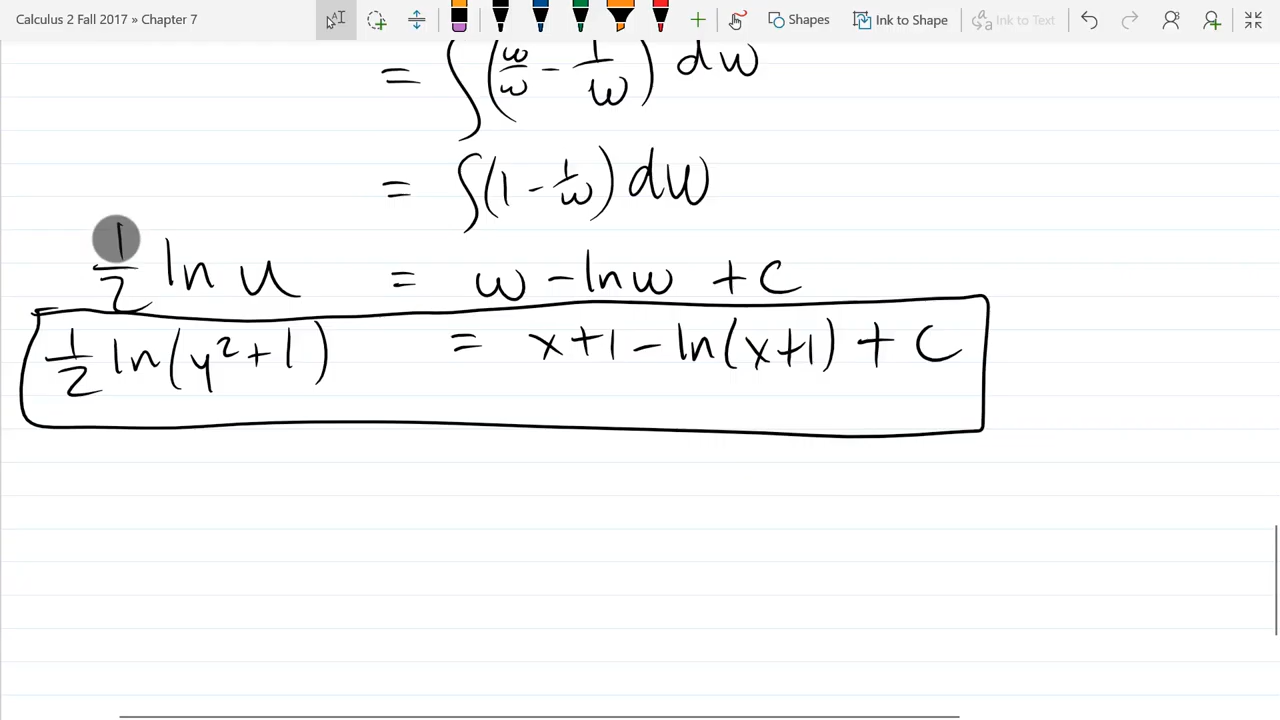 Calculus 2 Fall 2017 » Chapter 7
Shapes
Ink to Shape
Ink to Text
= ∫(w/w - 1/w) dw
= ∫(1 - 1/w) dw
1/2 ln u = w - ln w + C
1/2 ln(y²+1) = x+1 - ln(x+1) + C